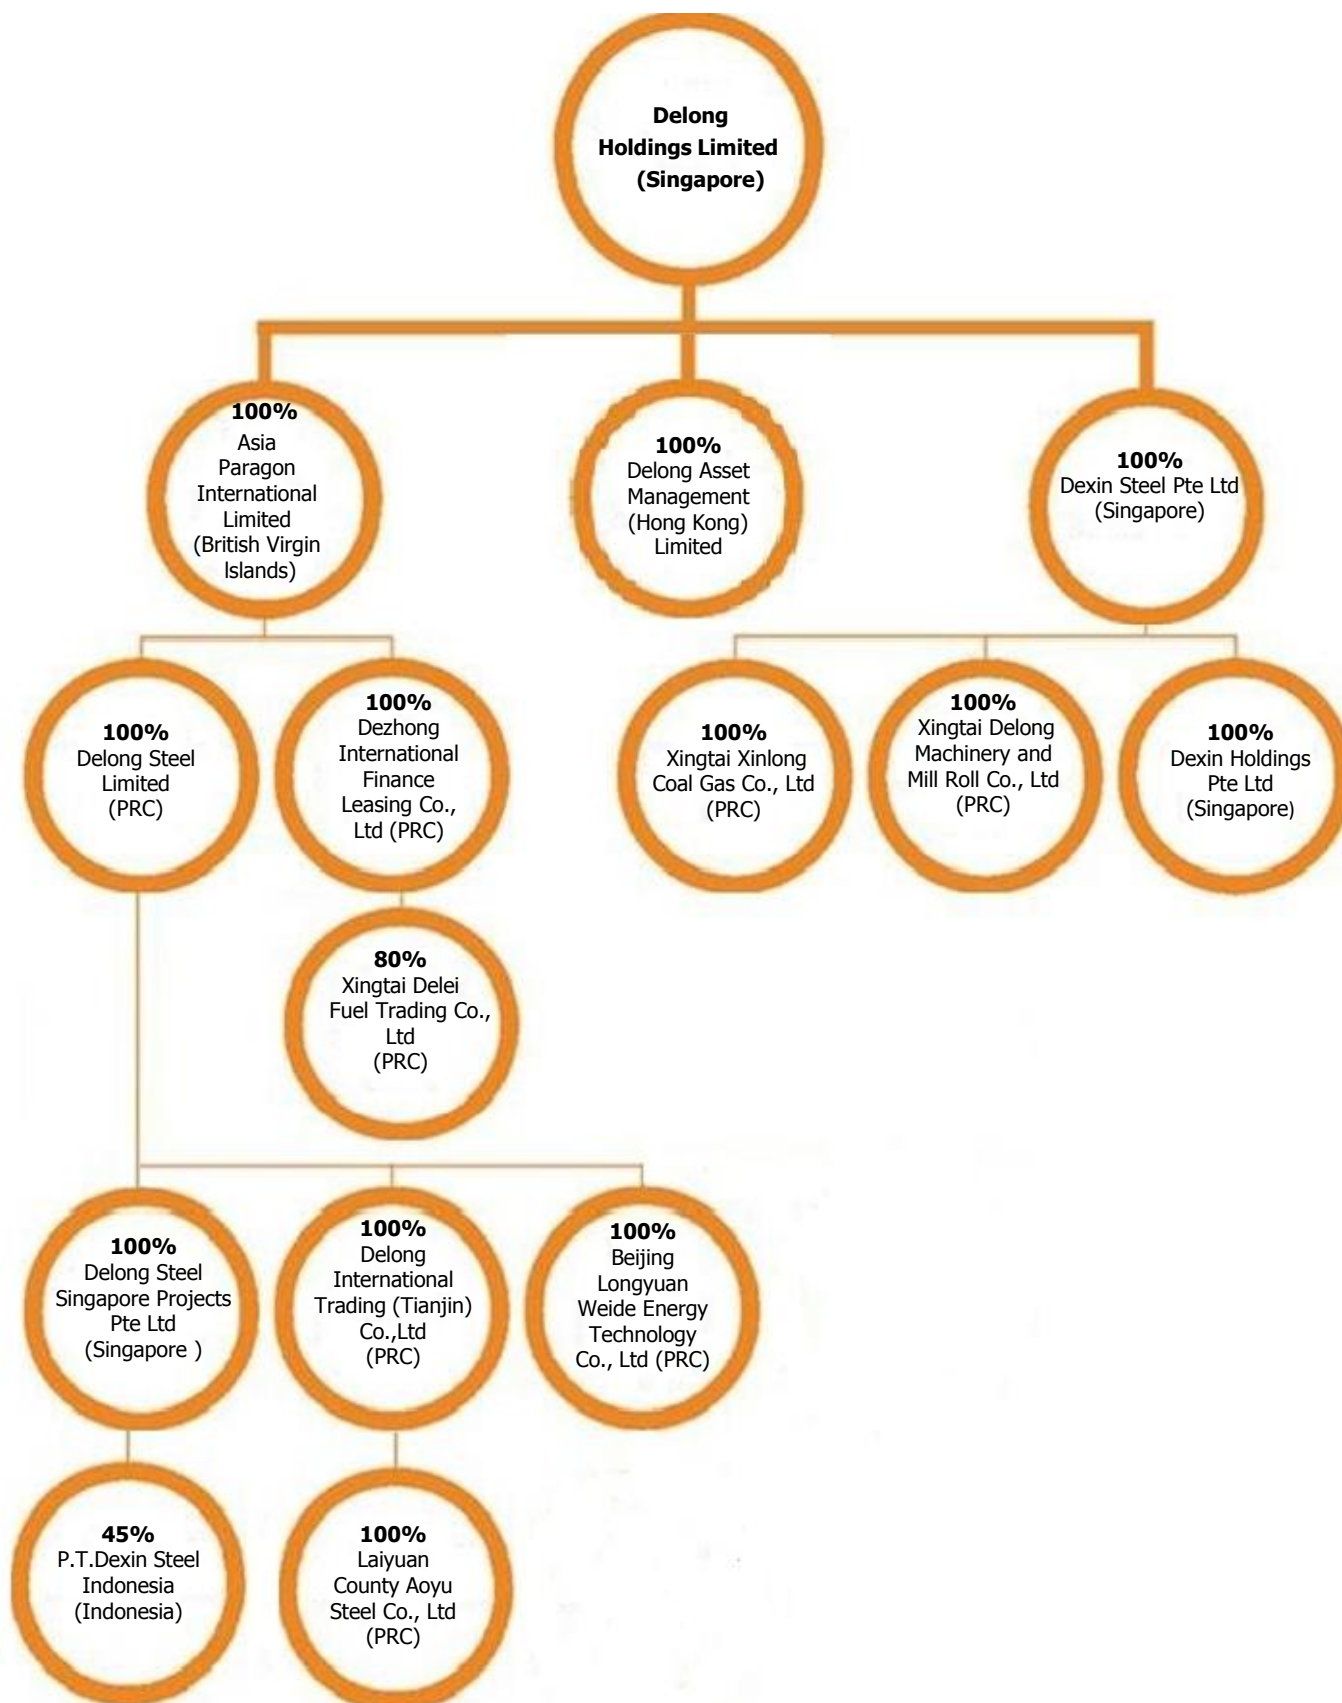 Delong
Holdings Limited
(Singapore)
100%
Asia
Paragon
International
Limited
(British Virgin
Islands)
100%
Delong Asset
Management
(Hong Kong)
Limited
100%
Dexin Steel Pte Ltd
(Singapore)
100%
Delong Steel
Limited
(PRC)
100%
Dezhong
International
Finance
Leasing Co.,
Ltd (PRC)
100%
Xingtai Xinlong
Coal Gas Co., Ltd
(PRC)
100%
Xingtai Delong
Machinery and
Mill Roll Co., Ltd
(PRC)
100%
Dexin Holdings
Pte Ltd
(Singapore)
80%
Xingtai Delei
Fuel Trading Co.,
Ltd
(PRC)
100%
Delong Steel
Singapore Projects
Pte Ltd
(Singapore )
100%
Delong
International
Trading (Tianjin)
Co.,Ltd
(PRC)
100%
Beijing
Longyuan
Weide Energy
Technology
Co., Ltd (PRC)
45%
P.T.Dexin Steel
Indonesia
(Indonesia)
100%
Laiyuan
County Aoyu
Steel Co., Ltd
(PRC)